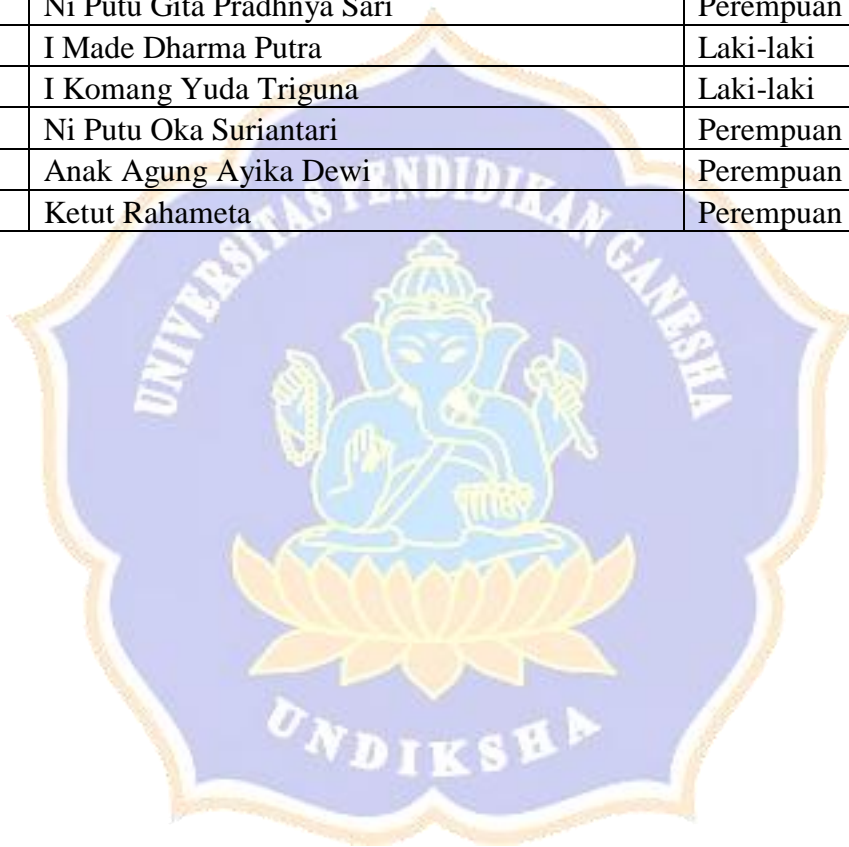 Ni Putu Gita Pradhnya Sari Perempuan
I Made Dharma Putra Laki-laki
I Komang Yuda Triguna Laki-laki
Ni Putu Oka Suriantari Perempuan
Anak Agung Ayika Dewi Perempuan
Ketut Rahameta Perempuan
UNIVERSITAS PENDIDIKAN GANESHA
UNDIKSHA